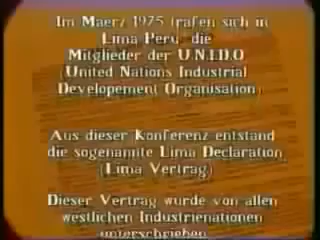 Im Maerz 1975 trafen sich in
Lima Peru die
Mitglieder der U.N.I.D.O
(United Nations Industrial
Developement Organisation)
Aus dieser Konferenz entstand
die sogenannte Lima Declaration
(Lima Vertrag)
Dieser Vertrag wurde von allen
westlichen Industrienationen
unterschrieben